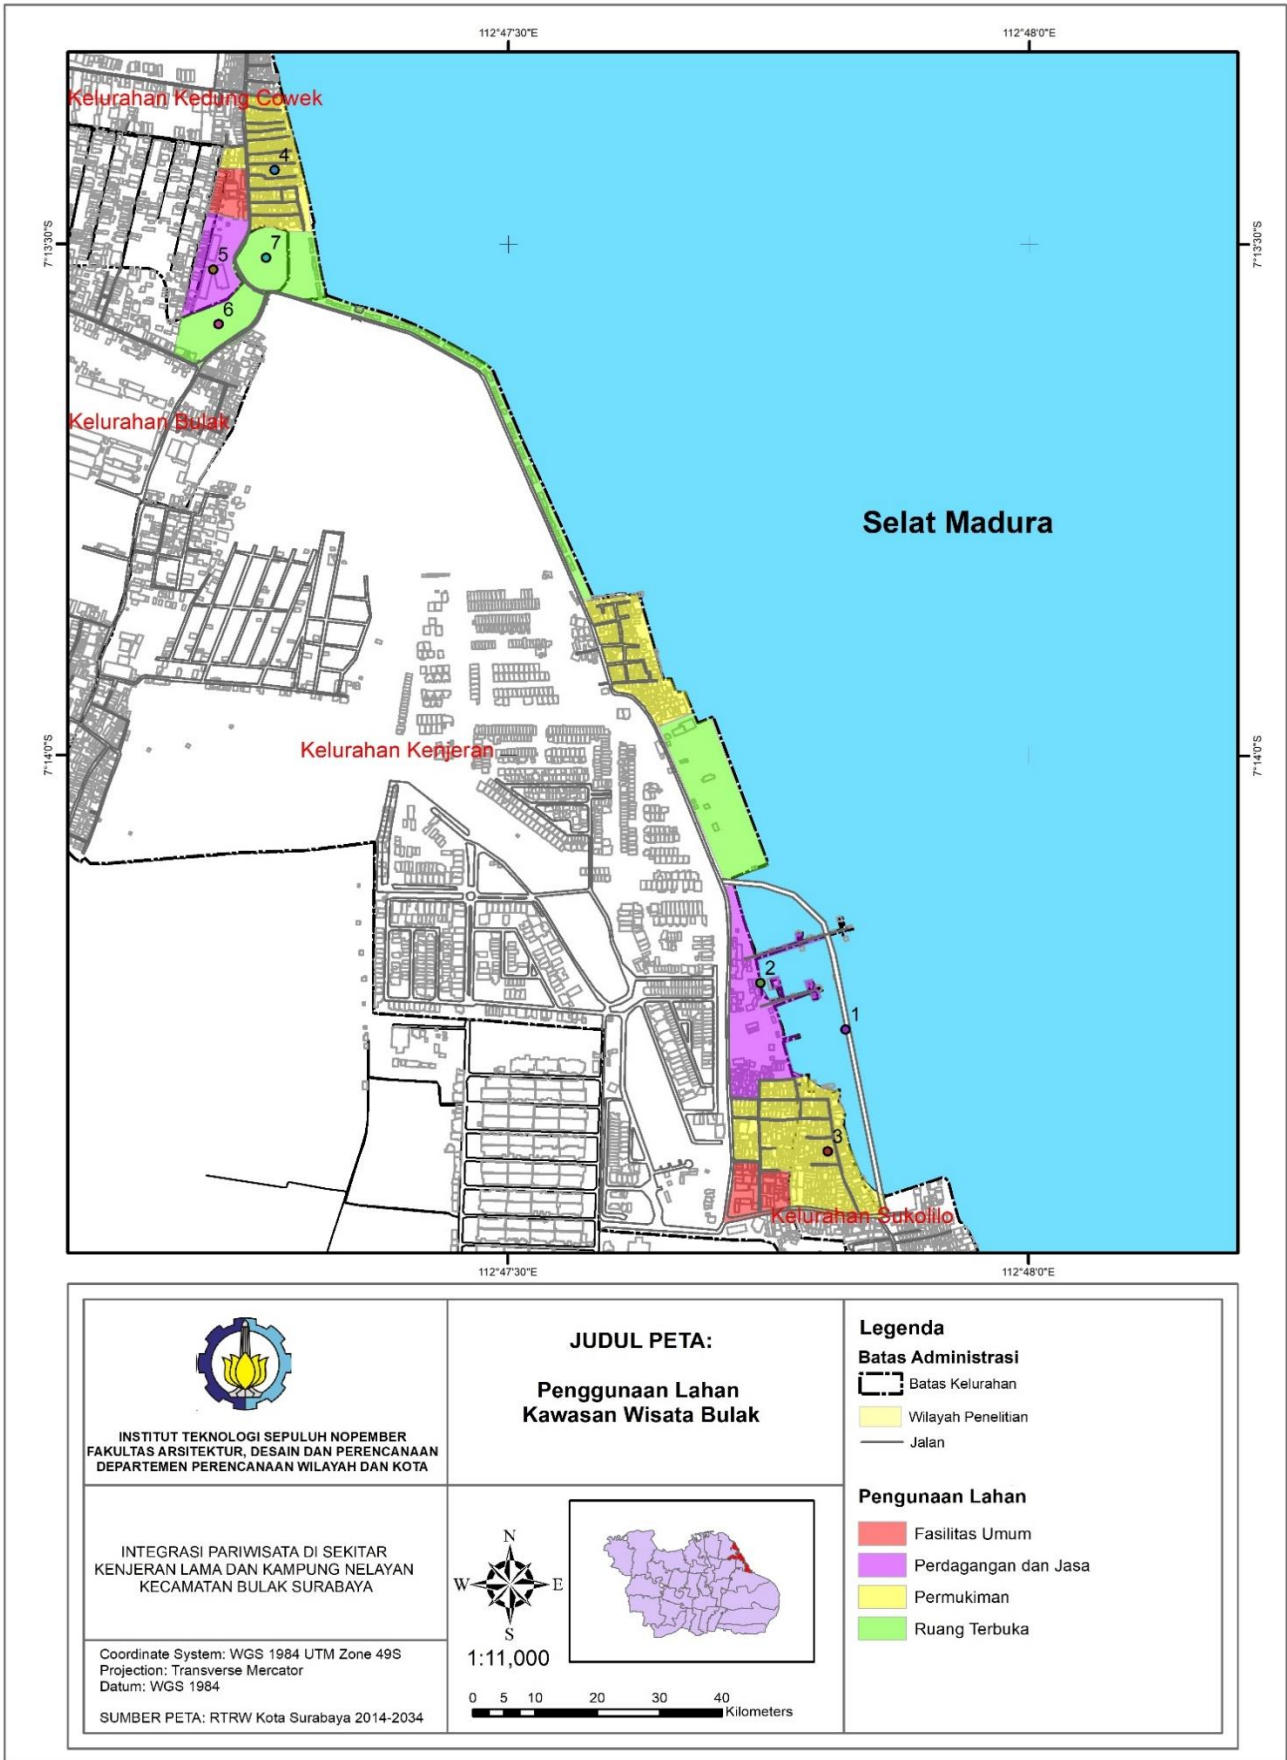 112°47'30"E
112°48'0"E
Kelurahan Kedung Cowek
4
7°13'30"S
7°13'30"S
7
5
6
Kelurahan Bulak
Selat Madura
Kelurahan Kenjeran
7°14'0"S
7°14'0"S
2
1
3
Kelurahan Sukolilo
112°47'30"E
112°48'0"E
INSTITUT TEKNOLOGI SEPULUH NOPEMBER
FAKULTAS ARSITEKTUR, DESAIN DAN PERENCANAAN
DEPARTEMEN PERENCANAAN WILAYAH DAN KOTA
JUDUL PETA:
Penggunaan Lahan
Kawasan Wisata Bulak
Legenda
Batas Administrasi
Batas Kelurahan
Wilayah Penelitian
Jalan
Pengunaan Lahan
Fasilitas Umum
Perdagangan dan Jasa
Permukiman
Ruang Terbuka
INTEGRASI PARIWISATA DI SEKITAR
KENJERAN LAMA DAN KAMPUNG NELAYAN
KECAMATAN BULAK SURABAYA
N
W E
S
1:11,000
0 5 10 20 30 40
Kilometers
Coordinate System: WGS 1984 UTM Zone 49S
Projection: Transverse Mercator
Datum: WGS 1984
SUMBER PETA: RTRW Kota Surabaya 2014-2034